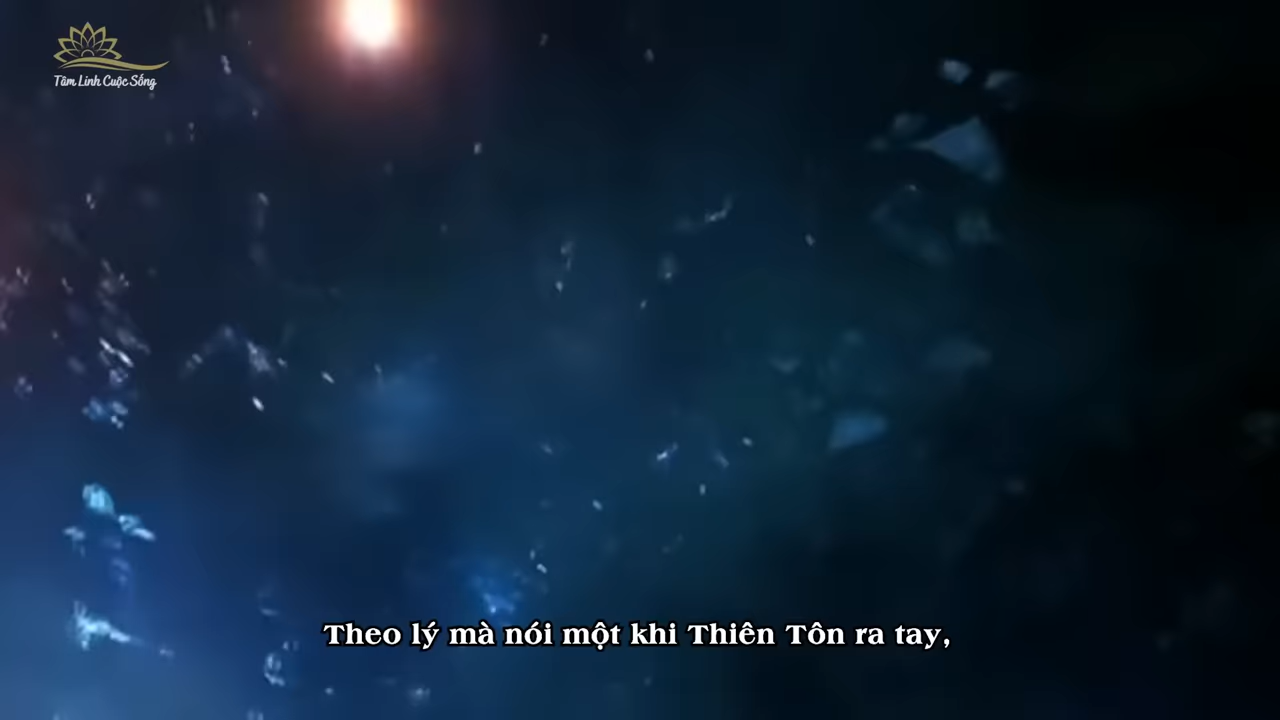 Tâm Linh Cuộc Sống
Theo lý mà nói một khi Thiên Tôn ra tay,